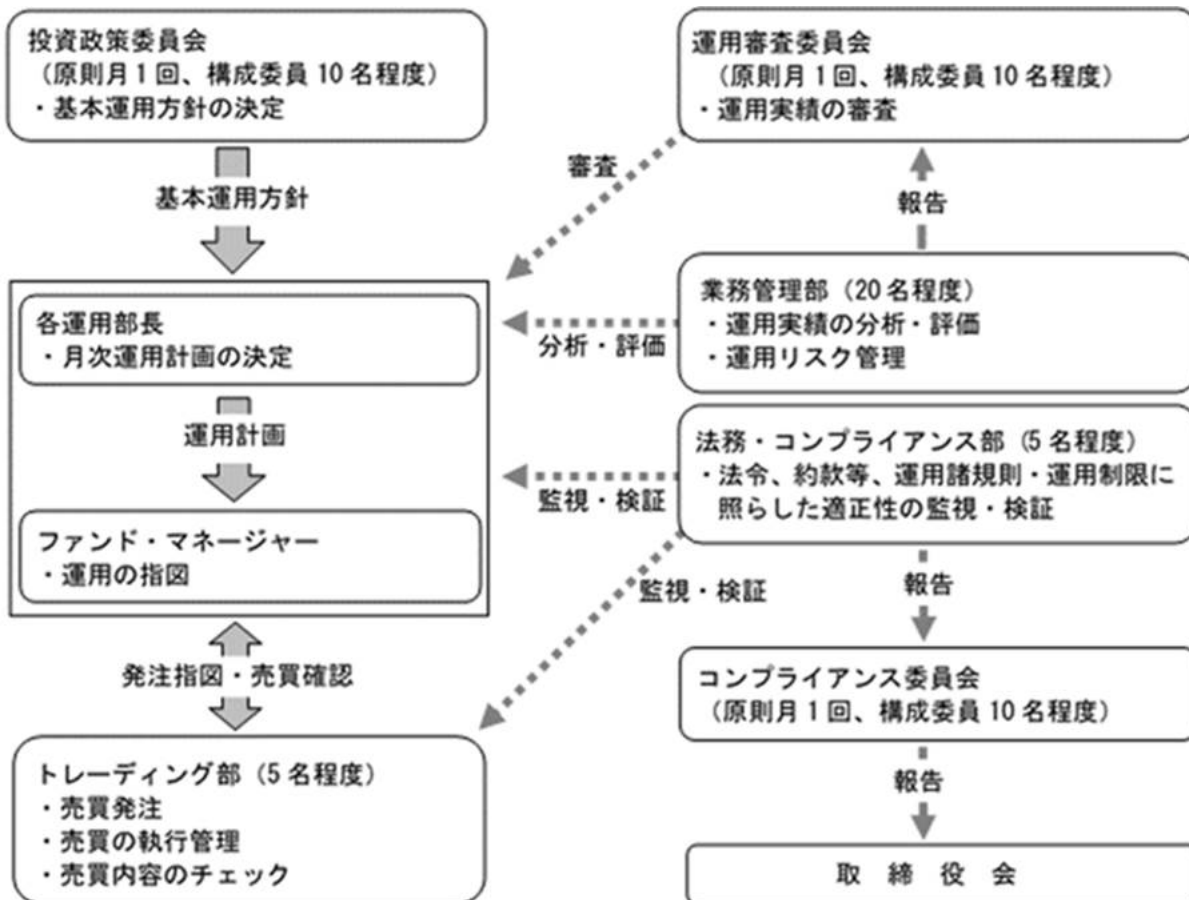 投資政策委員会
（原則月1回、構成委員10名程度）
・基本運用方針の決定
基本運用方針
各運用部長
・月次運用計画の決定
運用計画
ファンド・マネージャー
・運用の指図
発注指図・売買確認
トレーディング部（5名程度）
・売買発注
・売買の執行管理
・売買内容のチェック
運用審査委員会
（原則月1回、構成委員10名程度）
・運用実績の審査
審査
報告
業務管理部（20名程度）
・運用実績の分析・評価
・運用リスク管理
分析・評価
法務・コンプライアンス部（5名程度）
・法令、約款等、運用諸規則・運用制限に
照らした適正性の監視・検証
監視・検証
監視・検証
報告
コンプライアンス委員会
（原則月1回、構成委員10名程度）
報告
取　締　役　会